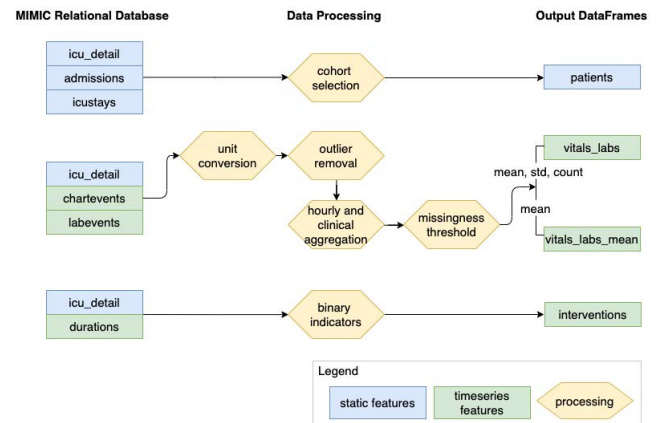 MIMIC Relational Database
Data Processing
Output DataFrames
icu_detail
admissions
icustays
cohort
selection
patients
icu_detail
chartevents
labevents
unit
conversion
outlier
removal
hourly and
clinical
aggregation
missingness
threshold
vitals_labs
mean, std, count
mean
vitals_labs_mean
icu_detail
durations
binary
indicators
interventions
Legend
static features
timeseries
features
processing